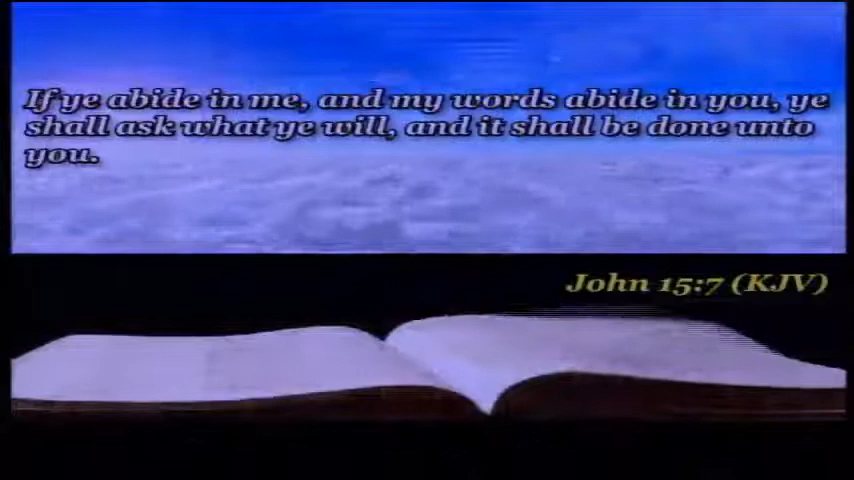 If ye abide in me, and my words abide in you, ye
shall ask what ye will, and it shall be done unto
you.
John 15:7 (KJV)